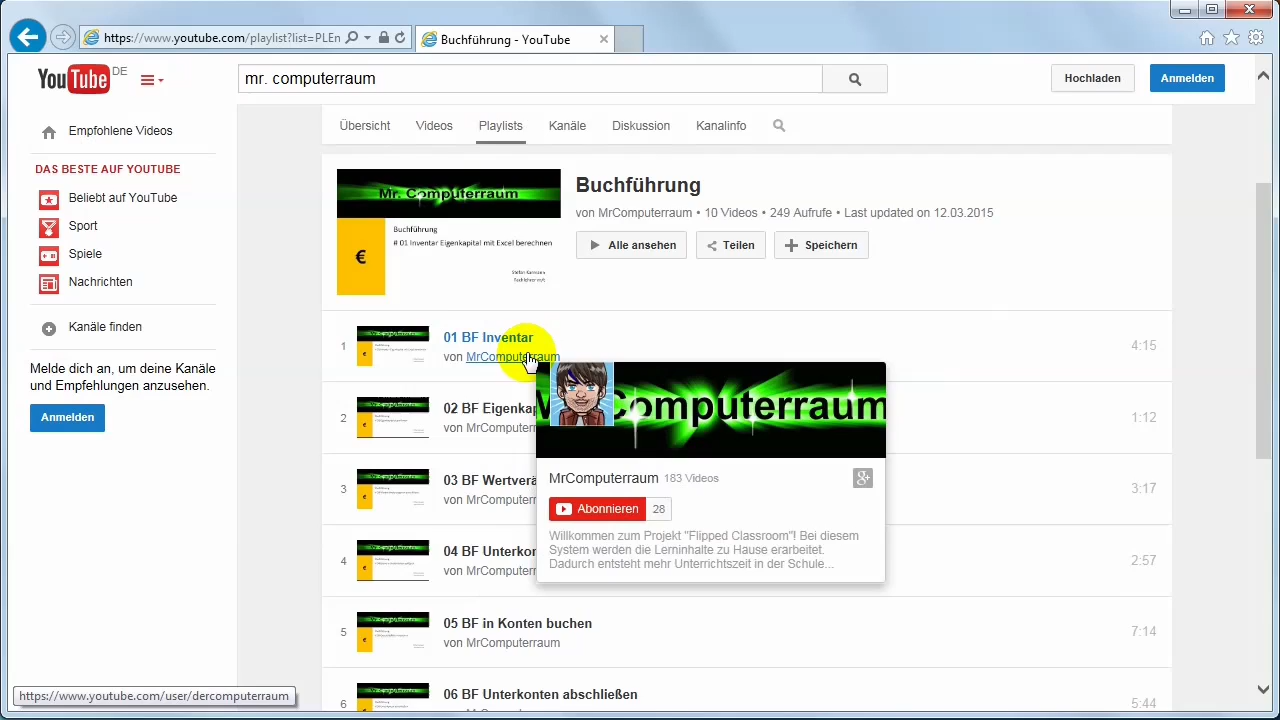 https://www.youtube.com/playlist?list=PLEn
Buchführung - YouTube
YouTube DE
mr. computerraum
Hochladen
Anmelden
Empfohlene Videos
DAS BESTE AUF YOUTUBE
Beliebt auf YouTube
Sport
Spiele
Nachrichten
Kanäle finden
Melde dich an, um deine Kanäle
und Empfehlungen anzusehen.
Anmelden
Übersicht Videos Playlists Kanäle Diskussion Kanalinfo
Mr. Computerraum
Buchführung
# 01 Inventar Eigenkapital mit Excel berechnen
€
Buchführung
von MrComputerraum • 10 Videos • 249 Aufrufe • Last updated on 12.03.2015
Alle ansehen
Teilen
Speichern
1
01 BF Inventar
von MrComputerraum
4:15
2
02 BF Eigenkap
von MrComputerr
1:12
3
03 BF Wertverä
von MrComputerr
3:17
4
04 BF Unterkon
von MrComputerr
2:57
5
05 BF in Konten buchen
von MrComputerraum
7:14
6
06 BF Unterkonten abschließen
5:44
Computerraum
MrComputerraum 183 Videos
g+
Abonnieren 28
Willkommen zum Projekt "Flipped Classroom"! Bei diesem
System werden die Lerninhalte zu Hause erarbeitet.
Dadurch entsteht mehr Unterrichtszeit in der Schule...
https://www.youtube.com/user/dercomputerraum